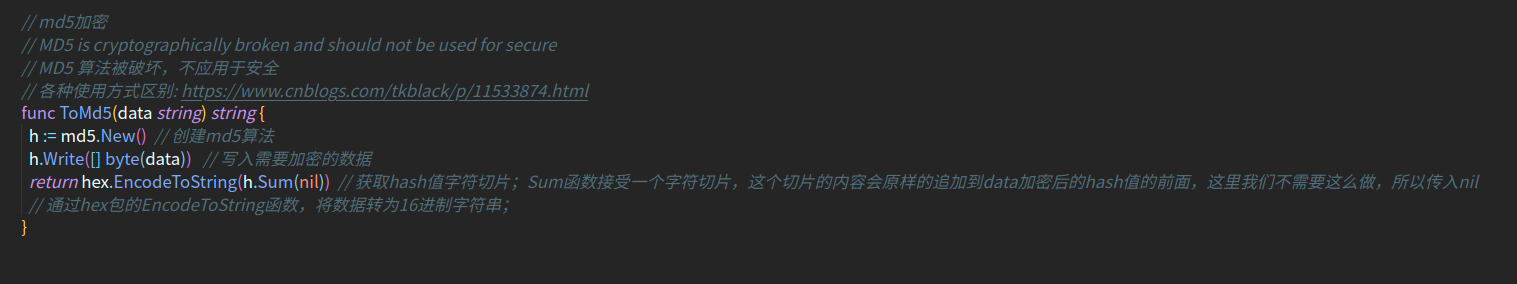 // md5加密
// MD5 is cryptographically broken and should not be used for secure
// MD5 算法被破坏，不应用于安全
// 各种使用方式区别: https://www.cnblogs.com/tkblack/p/11533874.html
func ToMd5(data string) string {
h := md5.New() // 创建md5算法
h.Write([] byte(data)) // 写入需要加密的数据
return hex.EncodeToString(h.Sum(nil)) // 获取hash值字符切片；Sum函数接受一个字符切片，这个切片的内容会原样的追加到data加密后的hash值的前面，这里我们不需要这么做，所以传入nil
// 通过hex包的EncodeToString函数，将数据转为16进制字符串；
}